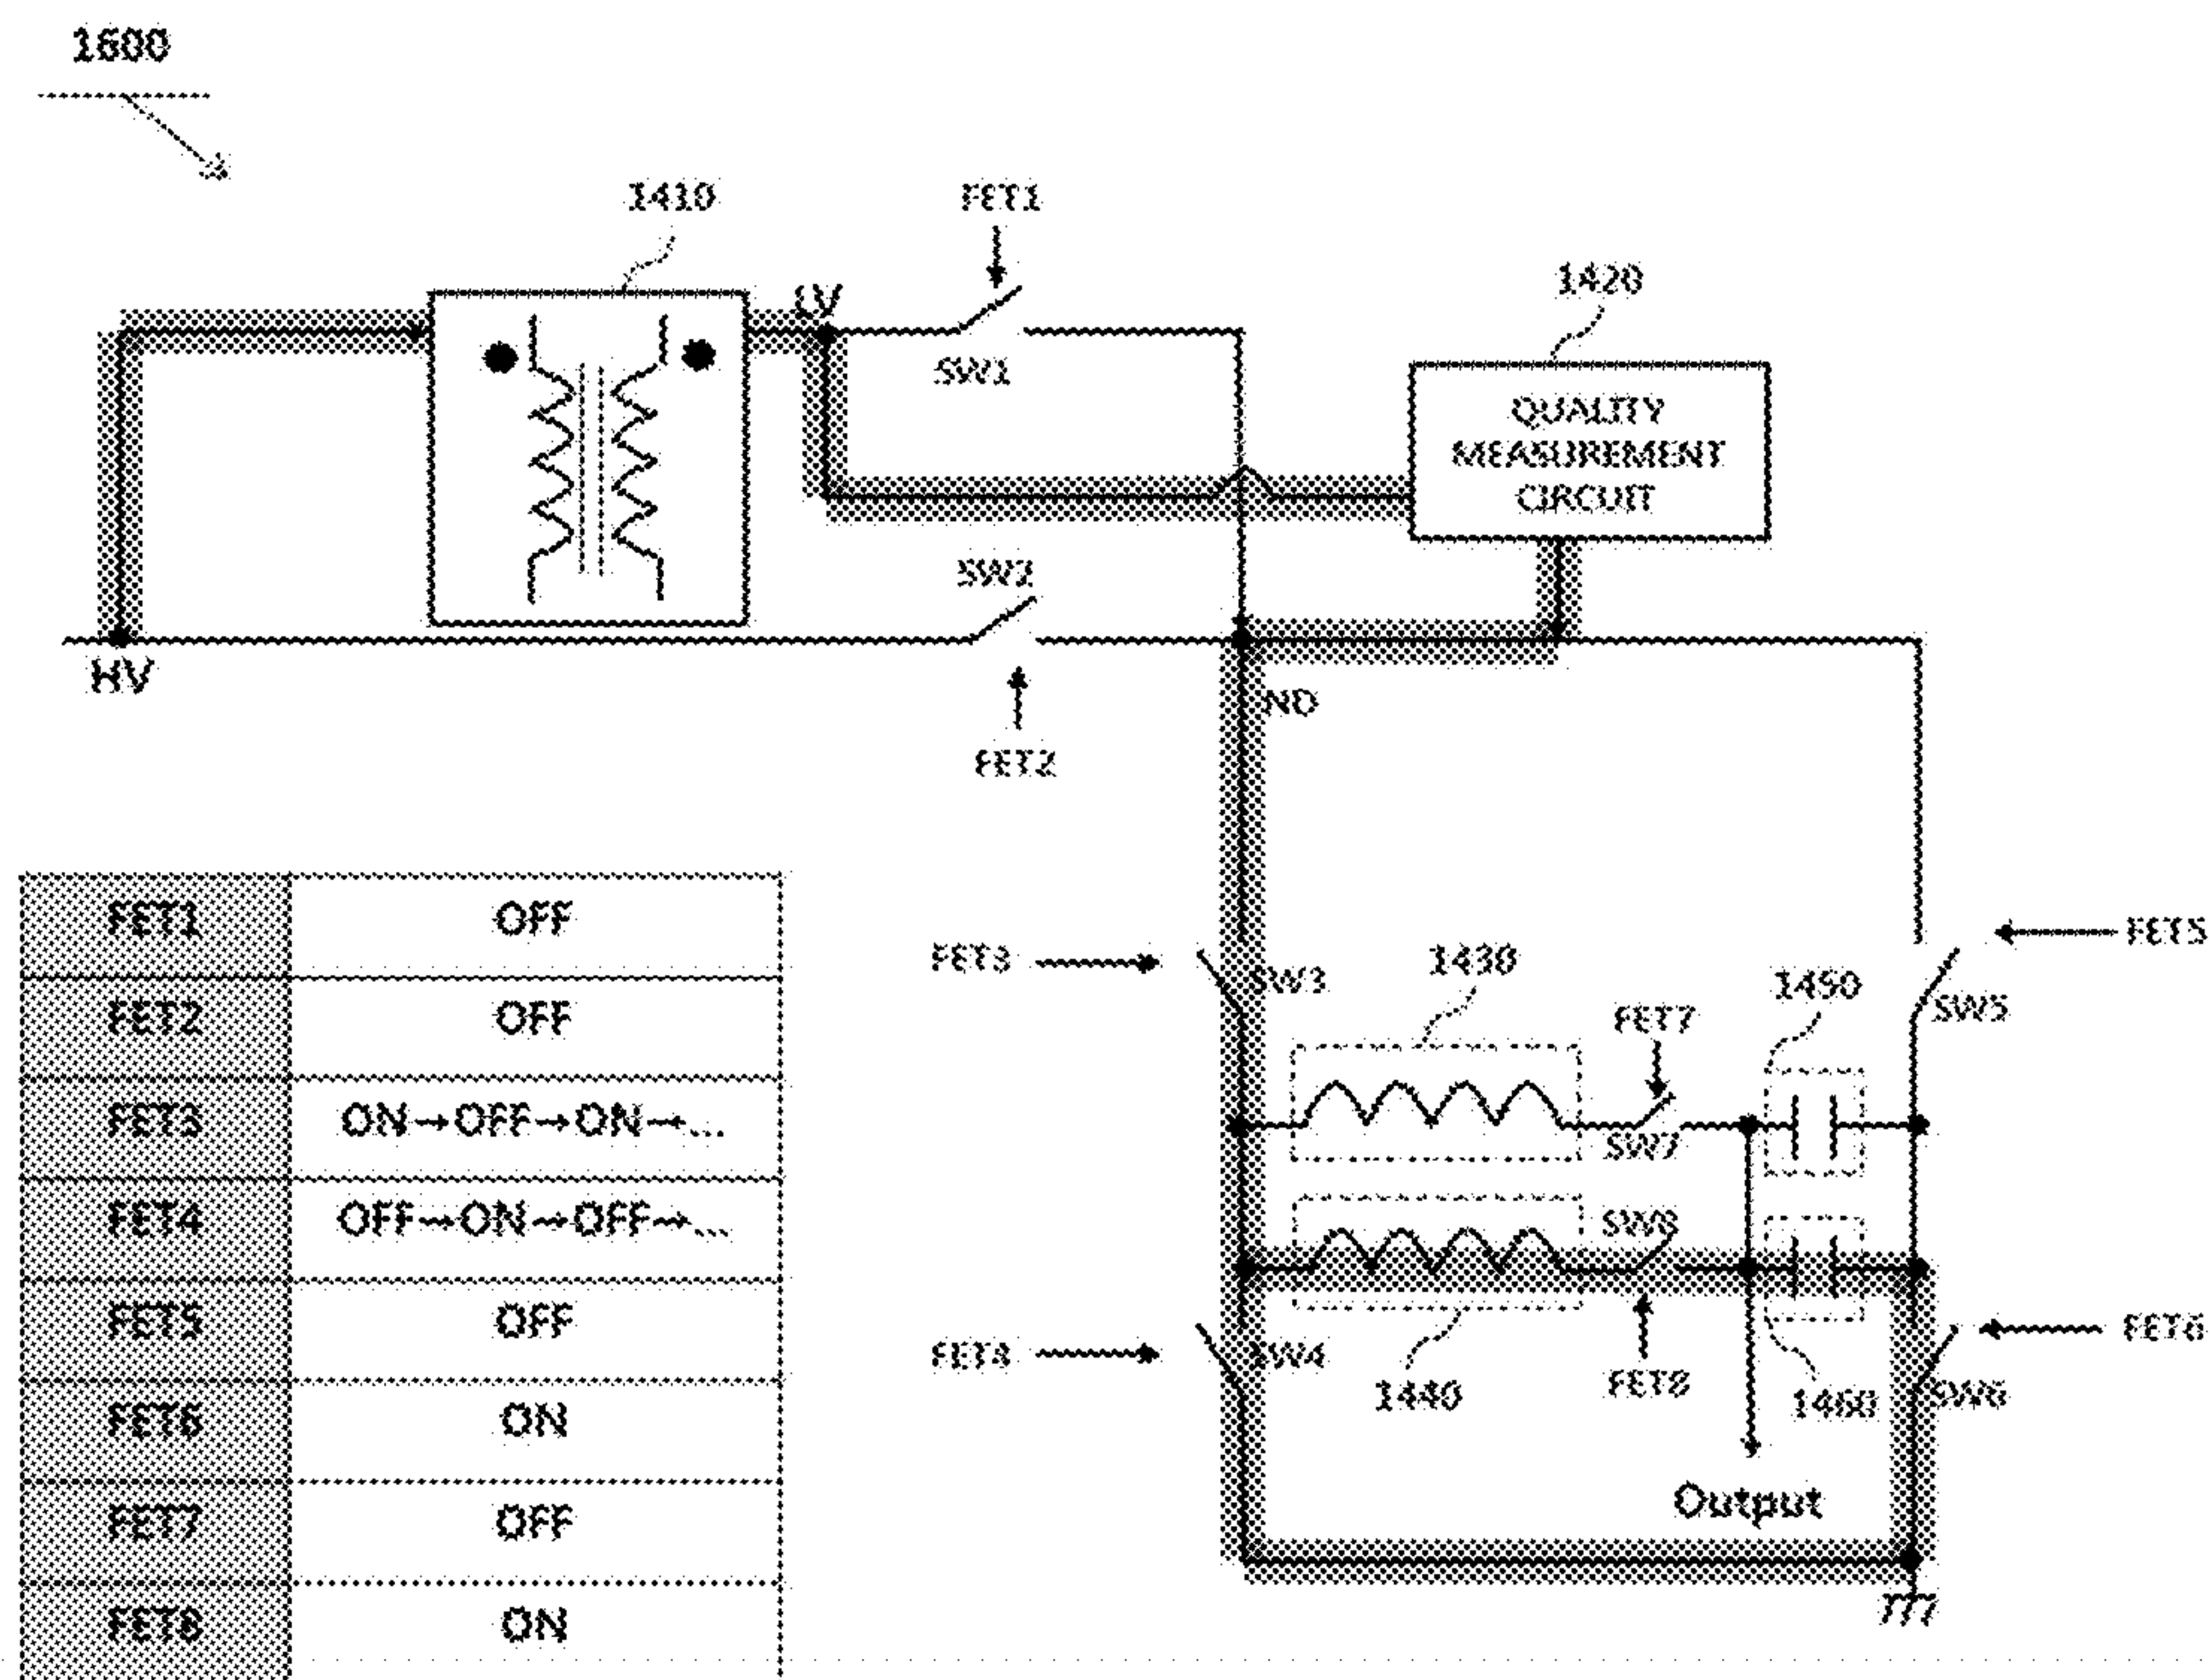 1600
1410
FET1
1420
LV
SW1
QUALITY
MEASUREMENT
CIRCUIT
SW2
HV
ND
FET2
FET1 OFF
FET2 OFF
FET3 ON→OFF→ON→...
FET4 OFF→ON→OFF→...
FET5 OFF
FET6 ON
FET7 OFF
FET8 ON
FET3
SW3
1430
FET7
1450
FET5
SW5
SW7
SW8
FET4
SW4
1440
FET8
1460
FET6
SW6
Output